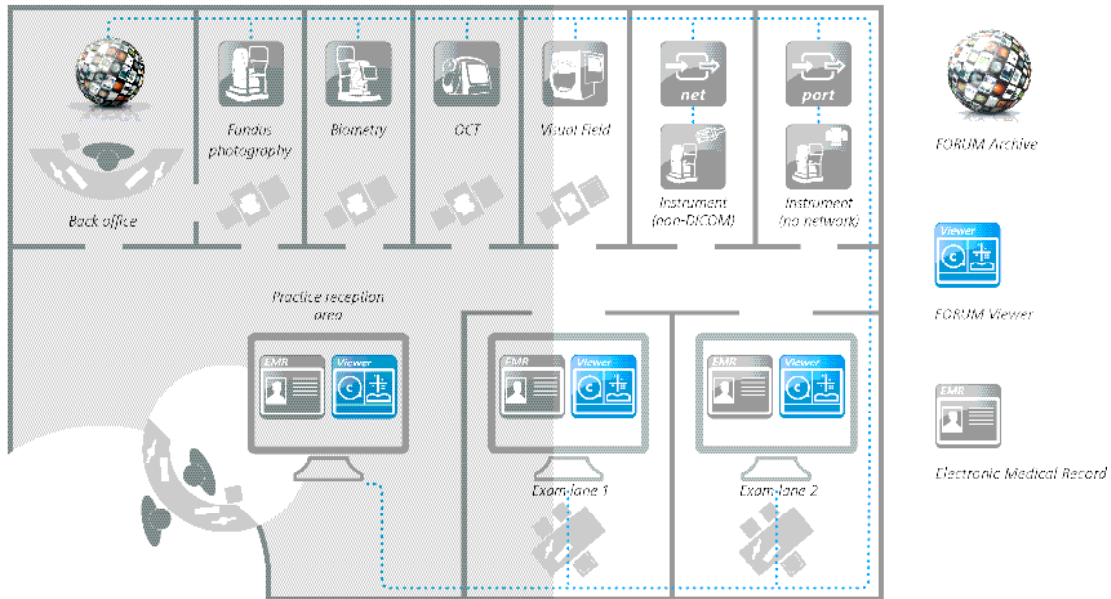 net
port
Fundus
photography
Biometry
OCT
Visual Field
FORUM Archive
Back office
Instrument
(non-DICOM)
Instrument
(no network)
Viewer
C
FORUM Viewer
Practice reception
area
EMR
Viewer
C
EMR
Viewer
C
EMR
Viewer
C
EMR
Electronic Medical Record
Exam lane 1
Exam lane 2